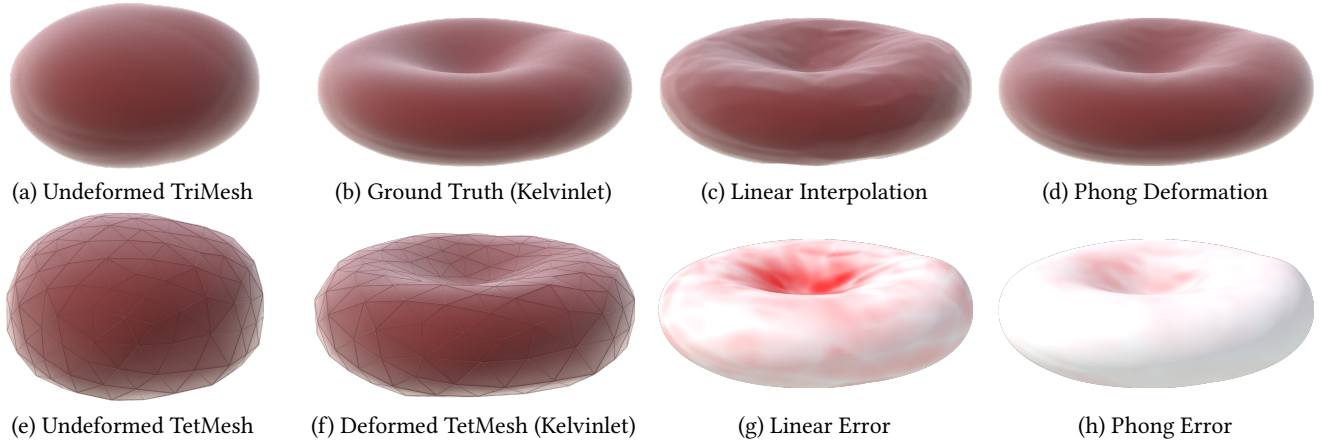 (a) Undeformed TriMesh
(b) Ground Truth (Kelvinlet)
(c) Linear Interpolation
(d) Phong Deformation
(e) Undeformed TetMesh
(f) Deformed TetMesh (Kelvinlet)
(g) Linear Error
(h) Phong Error